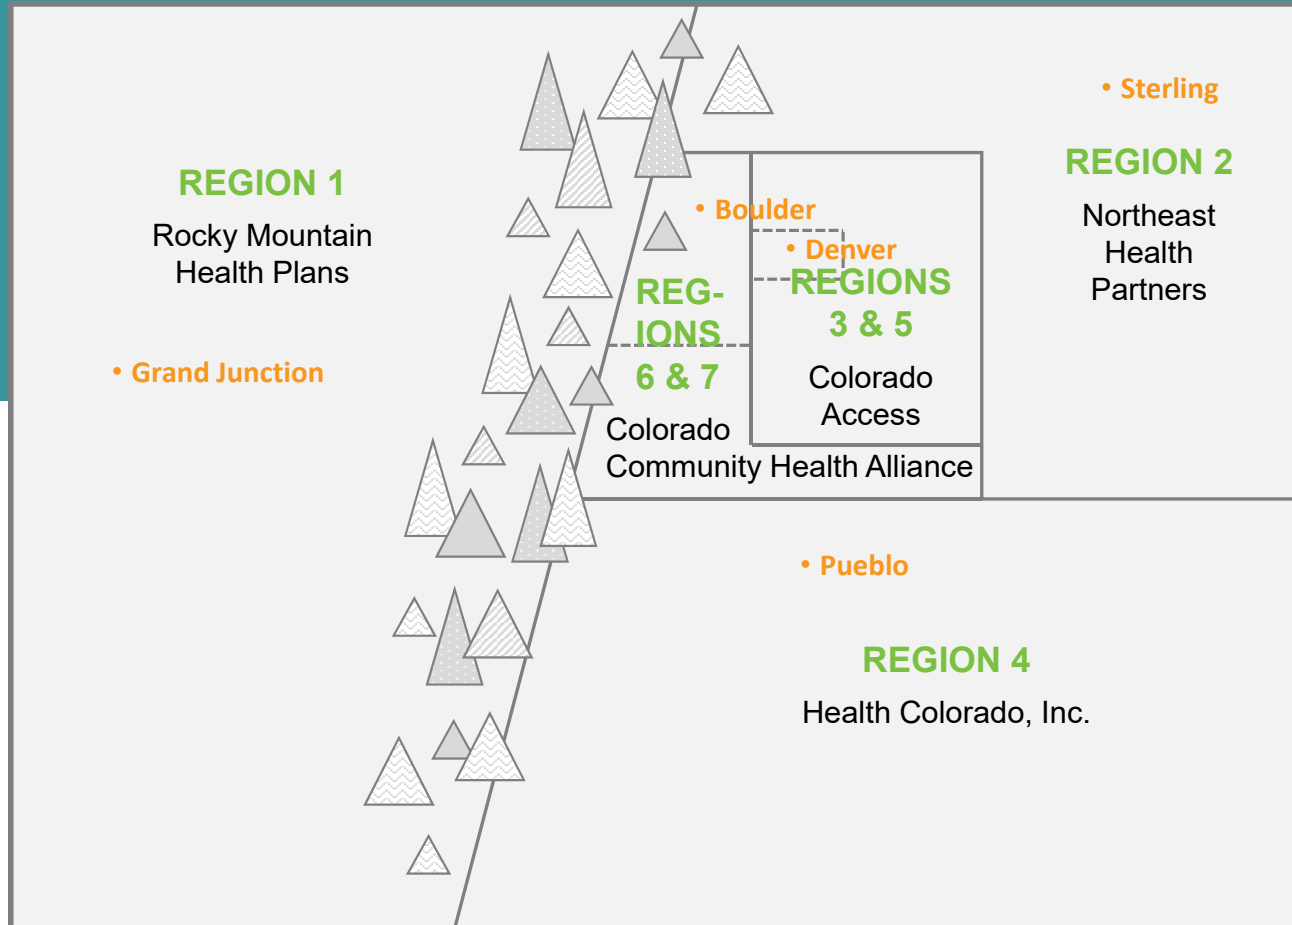 REGION 1
Rocky Mountain
Health Plans
• Grand Junction
• Sterling
REGION 2
Northeast
Health
Partners
• Boulder
• Denver
REG-
IONS
6 & 7
Colorado
Community Health Alliance
REGIONS
3 & 5
Colorado
Access
• Pueblo
REGION 4
Health Colorado, Inc.